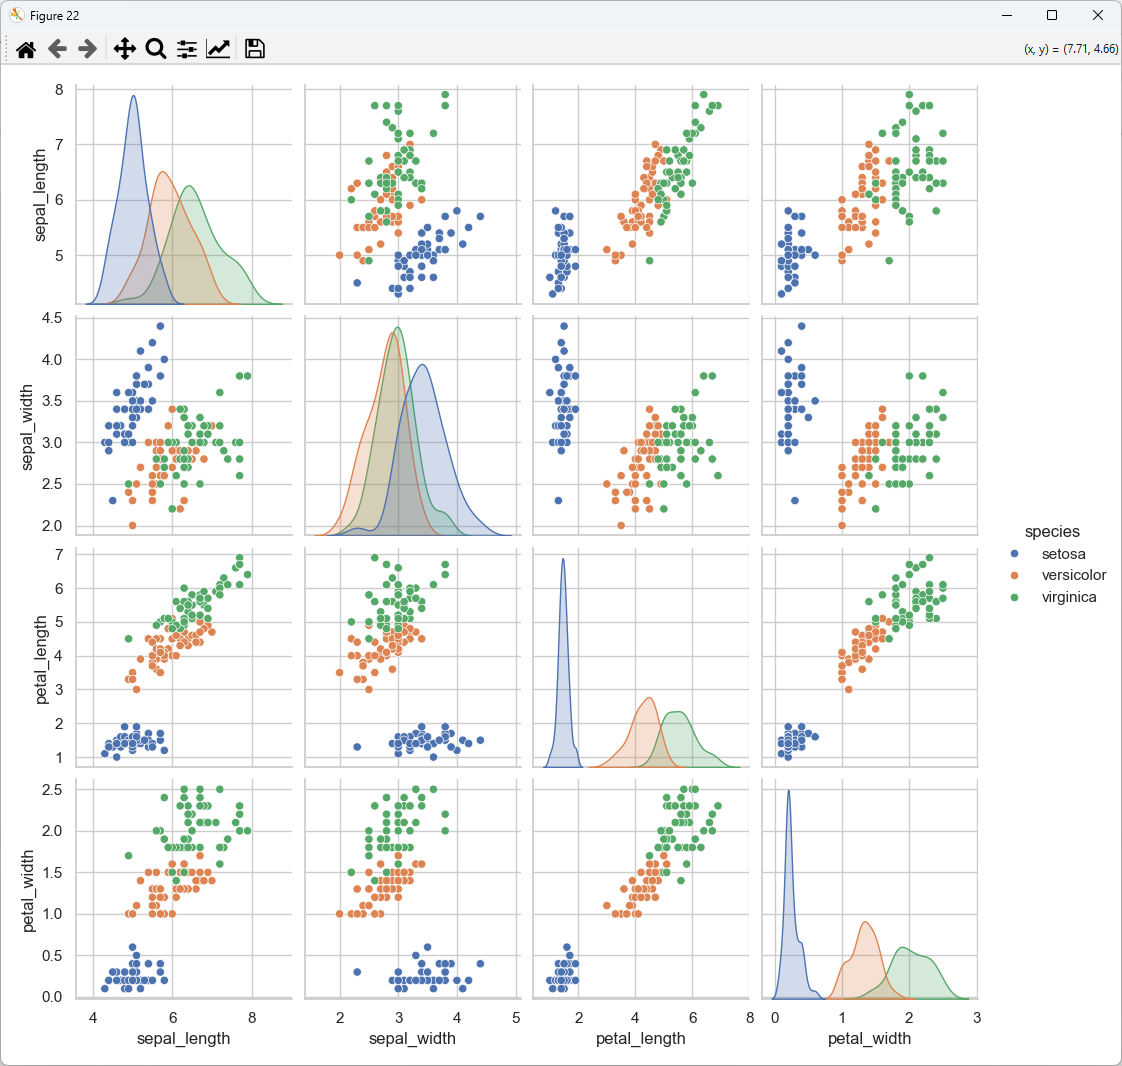 Figure 22
(x, y) = (7.71, 4.66)
8
7
6
5
sepal_length
4.5
4.0
3.5
3.0
2.5
2.0
sepal_width
7
6
5
4
3
2
1
petal_length
2.5
2.0
1.5
1.0
0.5
0.0
petal_width
4 6 8
sepal_length
2 3 4 5
sepal_width
2 4 6 8
petal_length
0 1 2 3
petal_width
species
setosa
versicolor
virginica